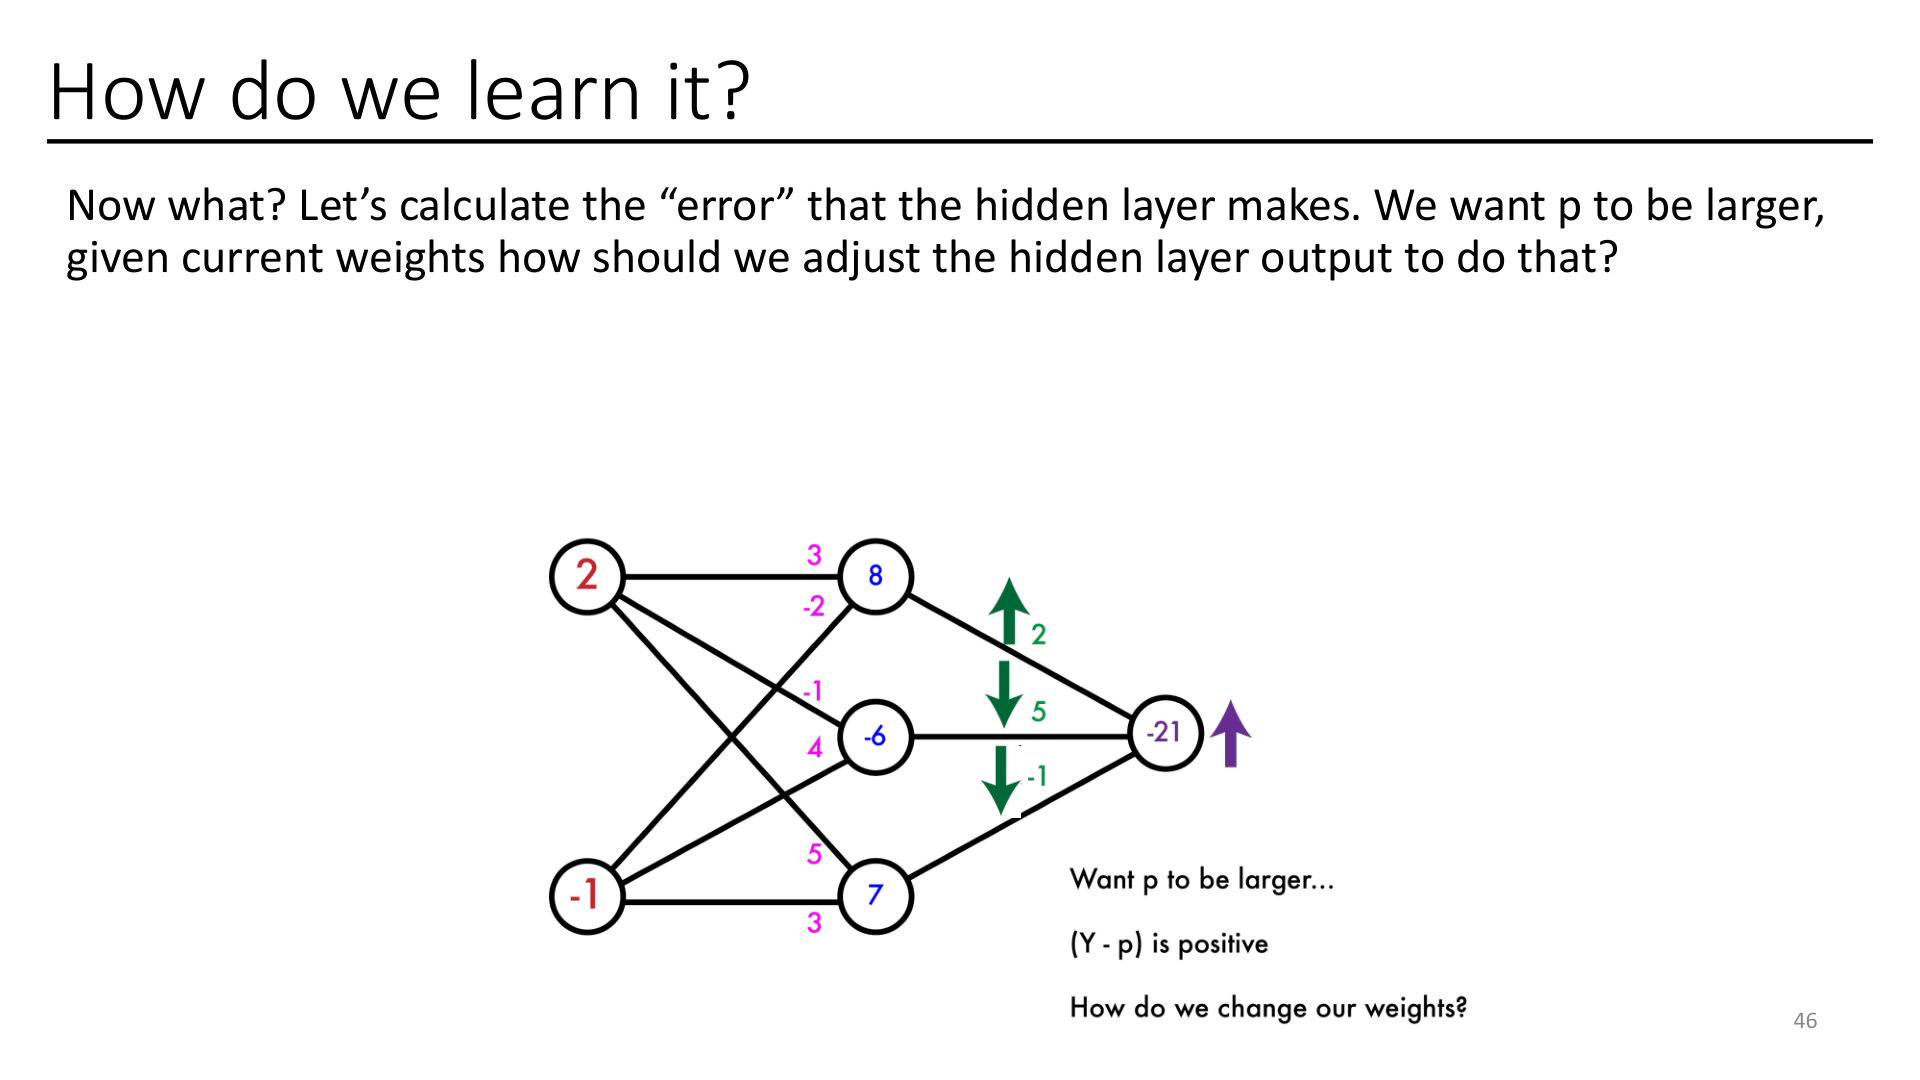 How do we learn it?
Now what? Let’s calculate the “error” that the hidden layer makes. We want p to be larger,
given current weights how should we adjust the hidden layer output to do that?
2
3
8
-2
2
-1
5
-6
-21
4
-1
5
-1
7
3
Want p to be larger...
(Y - p) is positive
How do we change our weights?
46